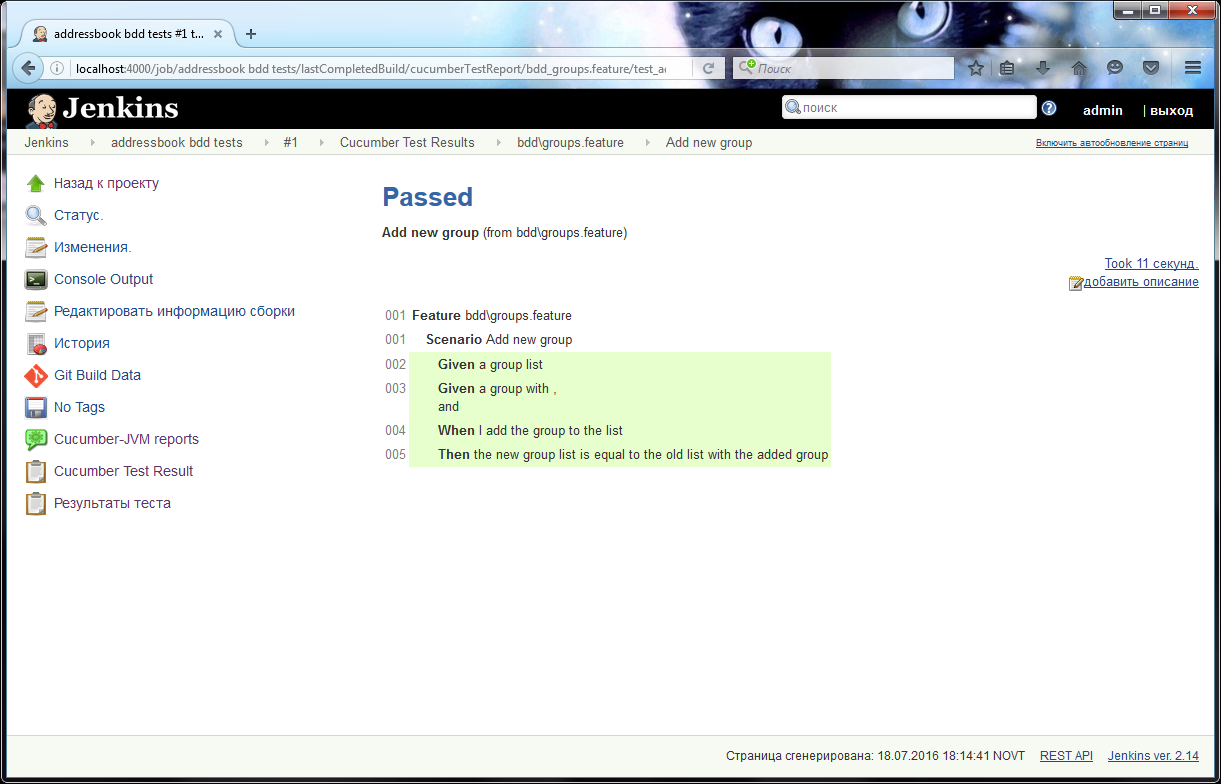 addressbook bdd tests #1 t...
localhost:4000/job/addressbook bdd tests/lastCompletedBuild/cucumberTestReport/bdd_groups.feature/test_ac
Поиск
Jenkins
поиск
admin
| выход
Jenkins addressbook bdd tests #1 Cucumber Test Results bdd\groups.feature Add new group
Включить автообновление страниц
Назад к проекту
Статус.
Изменения.
Console Output
Редактировать информацию сборки
История
Git Build Data
No Tags
Cucumber-JVM reports
Cucumber Test Result
Результаты теста
Passed
Add new group (from bdd\groups.feature)
Took 11 секунд.
добавить описание
001 Feature bdd\groups.feature
001 Scenario Add new group
002 Given a group list
003 Given a group with ,
and
004 When I add the group to the list
005 Then the new group list is equal to the old list with the added group
Страница сгенерирована: 18.07.2016 18:14:41 NOVT REST API Jenkins ver. 2.14